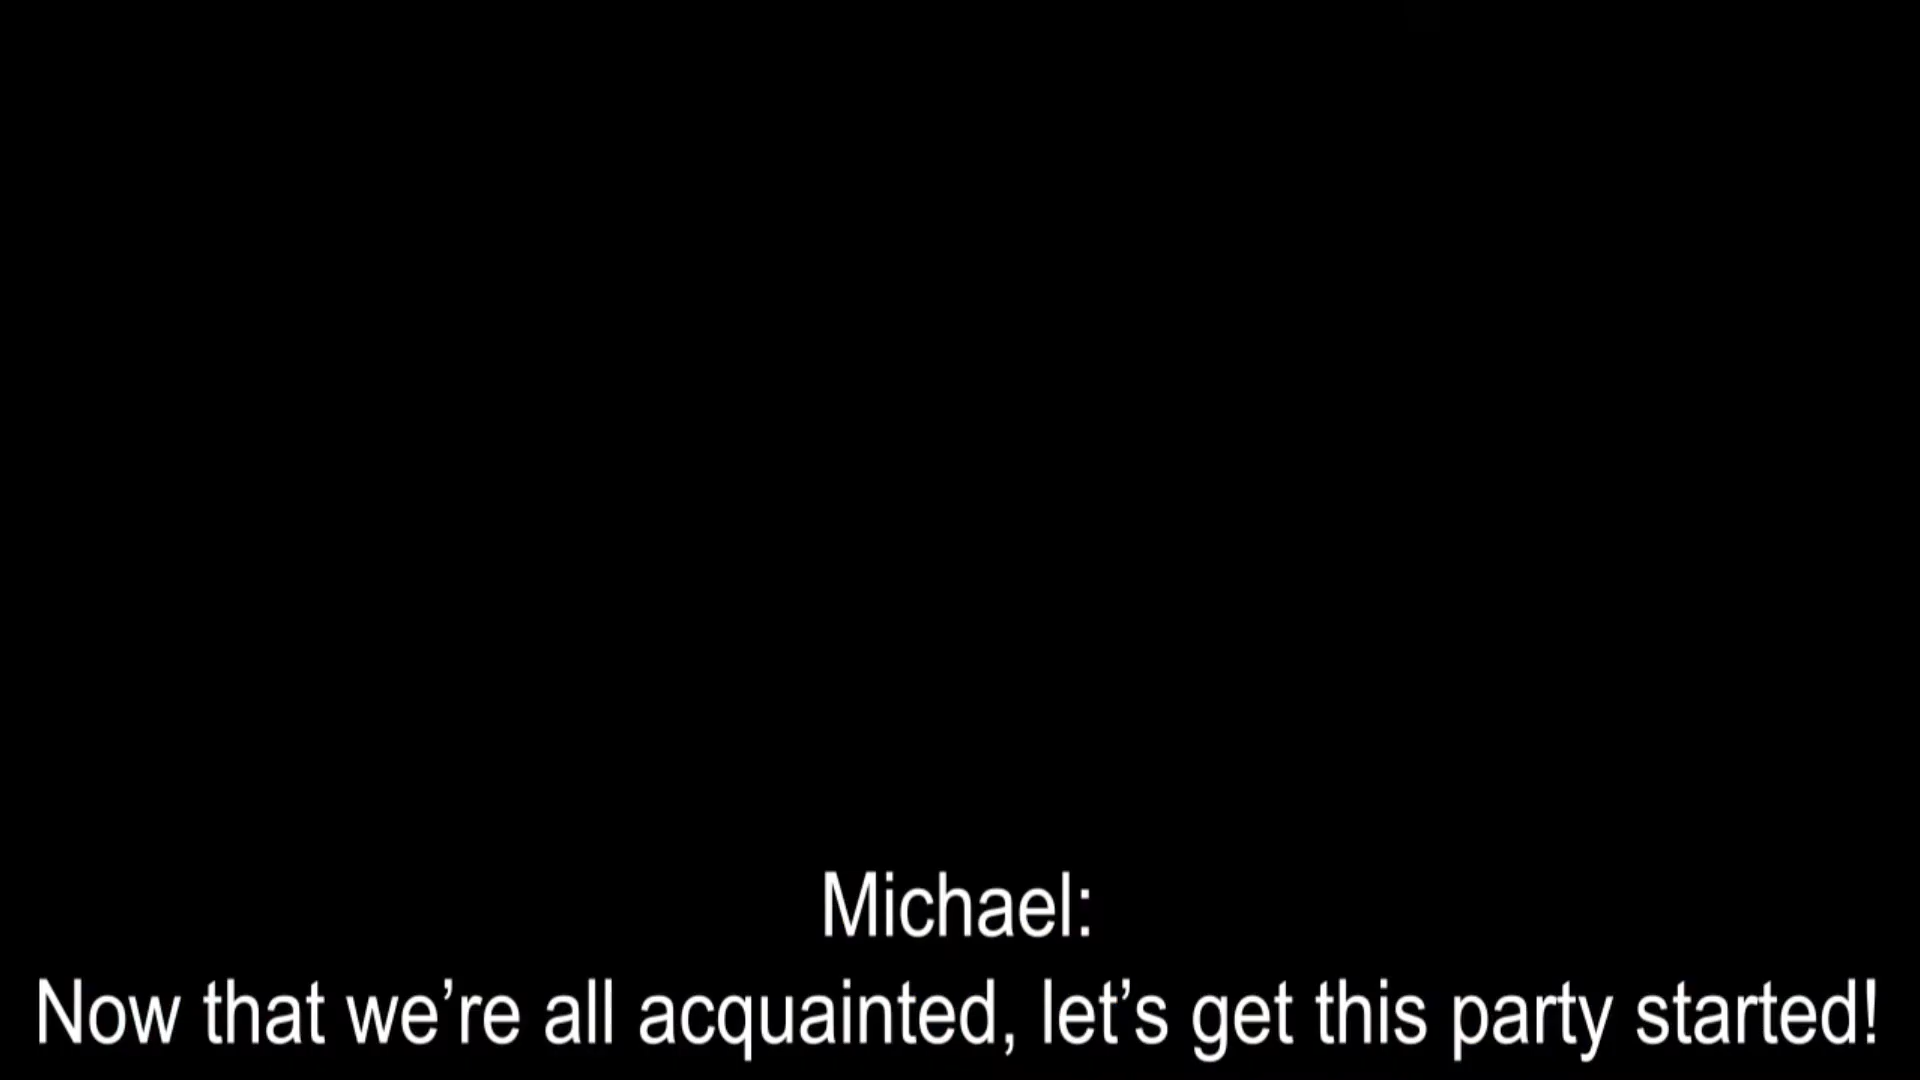 Michael:
Now that we’re all acquainted, let’s get this party started!